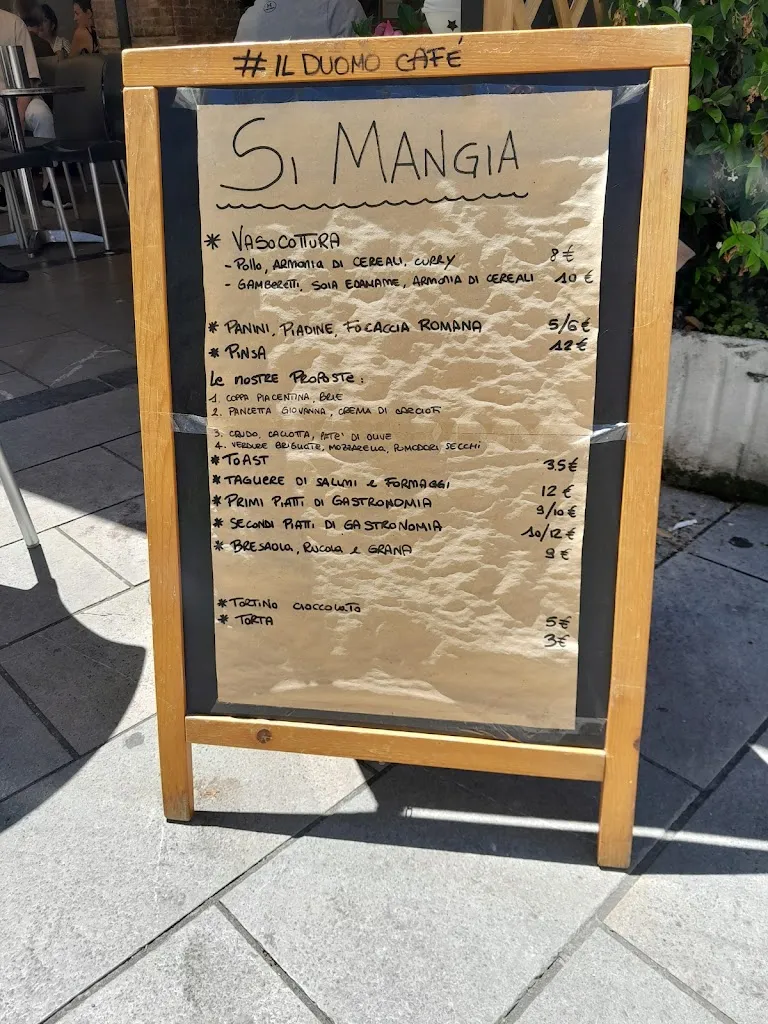 # IL DUOMO CAFÉ
SI MANGIA
* VASOCOTTURA
- POLLO, ARMONIA DI CEREALI, CURRY 8€
- GAMBERETTI, SOIA EDANAME, ARMONIA DI CEREALI 10€
* PANINI, PIADINE, FOCACCIA ROMANA 5/6€
* PINSA 12€
LE NOSTRE PROPOSTE:
1. COPPA PIACENTINA, BRIE
2. PANCETTA GIOVANNA, CREMA DI CARCIOFI
3. CRUDO, CACIOTTA, PATE' DI OLIVE
4. VERDURE GRIGLIATE, MOZZARELLA, POMODORI SECCHI
* TOAST 3.5€
* TAGLIERE DI SALUMI E FORMAGGI 12€
* PRIMI PIATTI DI GASTRONOMIA 9/10€
* SECONDI PIATTI DI GASTRONOMIA 10/12€
* BRESAOLA, RUCOLA E GRANA 9€
* TORTINO CIOCCOLATO 5€
* TORTA 3€